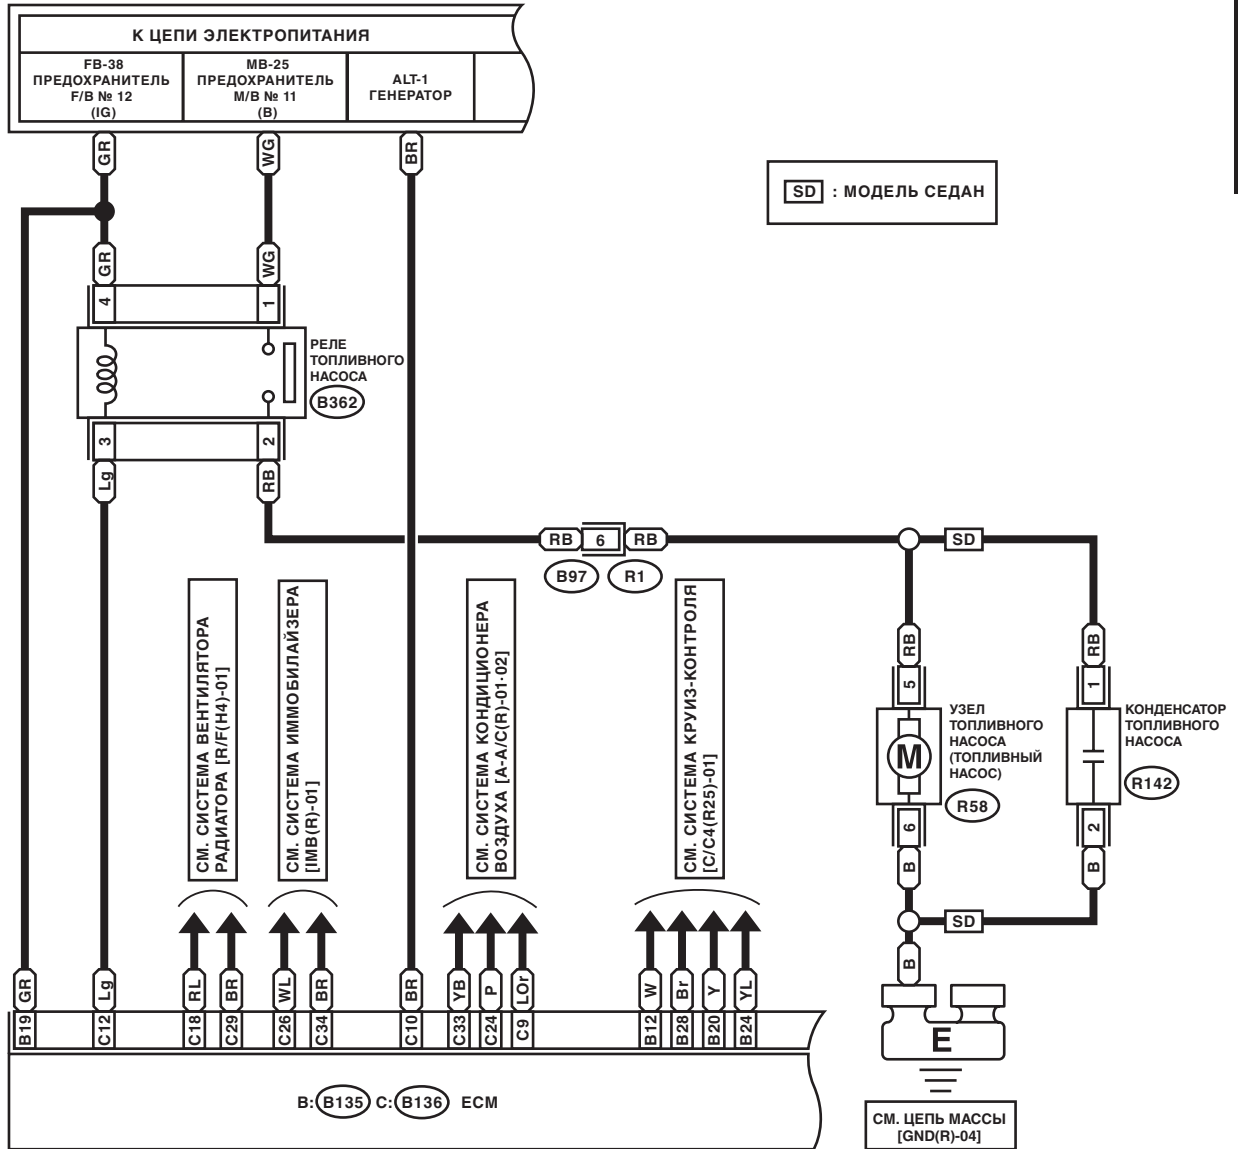 К ЦЕПИ ЭЛЕКТРОПИТАНИЯ
FB-38
ПРЕДОХРАНИТЕЛЬ
F/B № 12
(IG)
MB-25
ПРЕДОХРАНИТЕЛЬ
M/B № 11
(B)
ALT-1
ГЕНЕРАТОР
GR
WG
BR
SD : МОДЕЛЬ СЕДАН
GR
WG
4
1
РЕЛЕ
ТОПЛИВНОГО
НАСОСА
B362
3
2
Lg
RB
RB 6 RB
SD
B97 R1
RB
RB
5
1
УЗЕЛ
ТОПЛИВНОГО
НАСОСА
(ТОПЛИВНЫЙ
НАСОС)
R58
M
КОНДЕНСАТОР
ТОПЛИВНОГО
НАСОСА
R142
6
2
B
B
SD
B
E
СМ. ЦЕПЬ МАССЫ
[GND(R)-04]
СМ. СИСТЕМА ВЕНТИЛЯТОРА
РАДИАТОРА [R/F(H4)-01]
СМ. СИСТЕМА ИММОБИЛАЙЗЕРА
[IMB(R)-01]
СМ. СИСТЕМА КОНДИЦИОНЕРА
ВОЗДУХА [A-A/C(R)-01·02]
СМ. СИСТЕМА КРУИЗ-КОНТРОЛЯ
[C/C4(R25)-01]
GR
Lg
RL
BR
WL
BR
BR
YB
P
LOr
W
Br
Y
YL
B19
C12
C18
C29
C26
C34
C10
C33
C24
C9
B12
B28
B20
B24
B: B135 C: B136 ECM